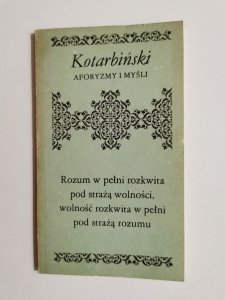 Kotarbiński
AFORYZMY I MYŚLI
Rozum w pełni rozkwita
pod strażą wolności,
wolność rozkwita w pełni
pod strażą rozumu